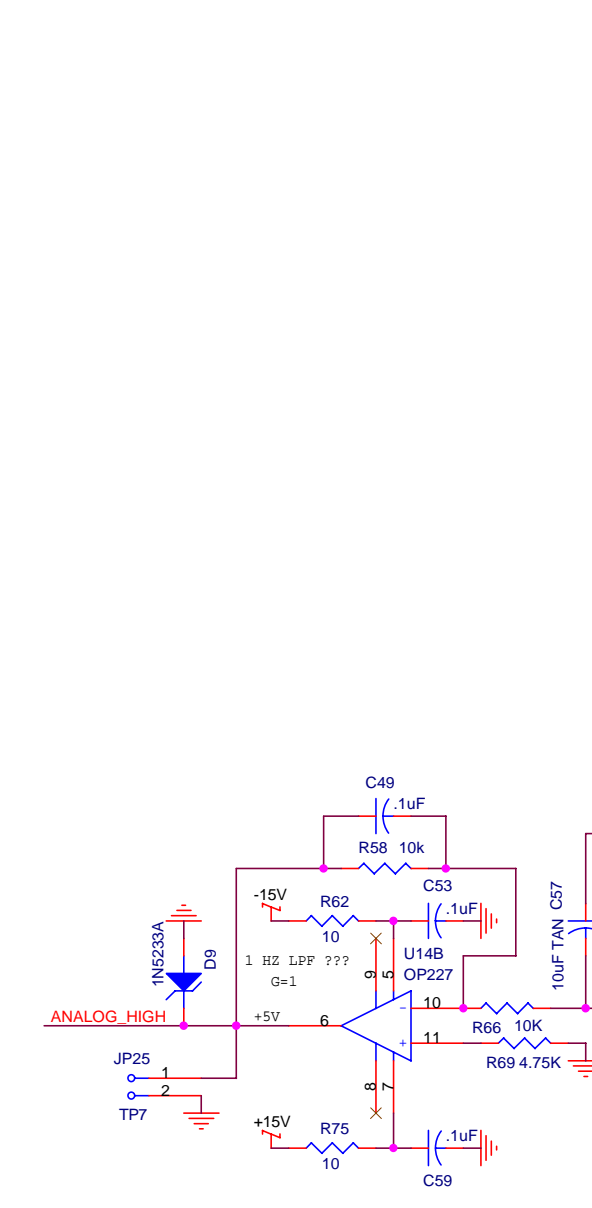 C49
.1uF
R58 10k
C53
-15V
R62
.1uF
10
U14B
OP227
1 HZ LPF ???
G=1
9
5
1N5233A
D9
10uF TAN C57
ANALOG_HIGH
+5V
6
10
−
R66 10K
11
+
R69 4.75K
JP25
1
2
TP7
8
7
+15V
R75
.1uF
10
C59